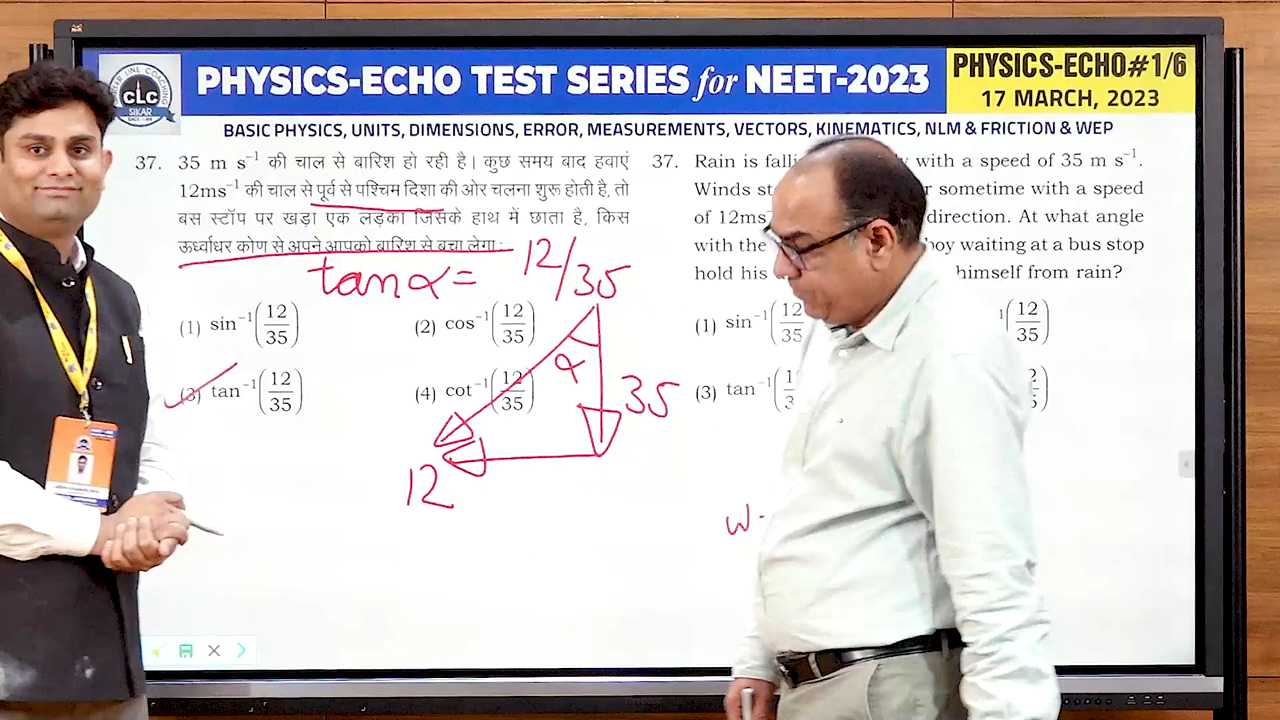 CLC
SIKAR
PHYSICS-ECHO TEST SERIES for NEET-2023
PHYSICS-ECHO#1/6
17 MARCH, 2023
BASIC PHYSICS, UNITS, DIMENSIONS, ERROR, MEASUREMENTS, VECTORS, KINEMATICS, NLM & FRICTION & WEP
37. 35 m s⁻¹ की चाल से बारिश हो रही है। कुछ समय बाद हवाएं
12ms⁻¹ की चाल से पूर्व से पश्चिम दिशा की ओर चलना शुरू होती है, तो
बस स्टॉप पर खड़ा एक लड़का जिसके हाथ में छाता है, किस
ऊर्ध्वाधर कोण से अपने आपको बारिश से बचा लेगा :
tan α = 12/35
(1) sin⁻¹(12/35) (2) cos⁻¹(12/35)
(3) tan⁻¹(12/35) (4) cot⁻¹(12/35)
α
35
12
37. Rain is with a speed of 35 m s⁻¹.
Winds sometime with a speed
of 12ms direction. At what angle
with the boy waiting at a bus stop
hold his himself from rain?
(1) sin⁻¹(12/35 (12/35)
(3) tan⁻¹(
W